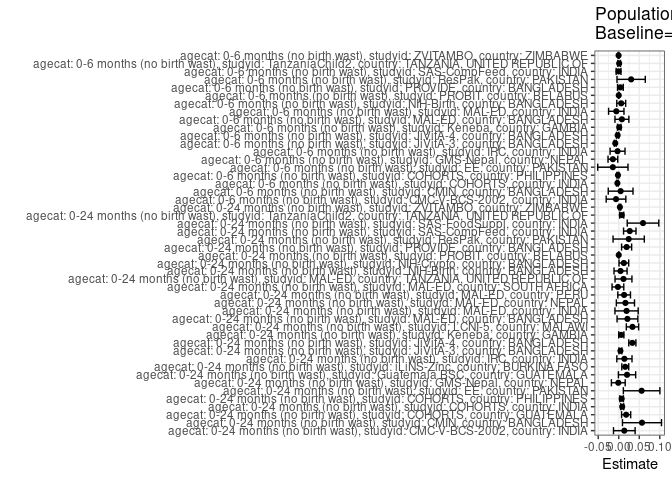 Population
Baseline=
agecat: 0-6 months (no birth wast), studyid: ZVITAMBO, country: ZIMBABWE
agecat: 0-6 months (no birth wast), studyid: TanzaniaChild2, country: TANZANIA, UNITED REPUBLIC OF
agecat: 0-6 months (no birth wast), studyid: SAS-CompFeed, country: INDIA
agecat: 0-6 months (no birth wast), studyid: ResPak, country: PAKISTAN
agecat: 0-6 months (no birth wast), studyid: PROVIDE, country: BANGLADESH
agecat: 0-6 months (no birth wast), studyid: PROBIT, country: BELARUS
agecat: 0-6 months (no birth wast), studyid: NIH-Birth, country: BANGLADESH
agecat: 0-6 months (no birth wast), studyid: MAL-ED, country: INDIA
agecat: 0-6 months (no birth wast), studyid: MAL-ED, country: BANGLADESH
agecat: 0-6 months (no birth wast), studyid: Keneba, country: GAMBIA
agecat: 0-6 months (no birth wast), studyid: JiVitA-4, country: BANGLADESH
agecat: 0-6 months (no birth wast), studyid: JiVitA-3, country: BANGLADESH
agecat: 0-6 months (no birth wast), studyid: IRC, country: INDIA
agecat: 0-6 months (no birth wast), studyid: GMS-Nepal, country: NEPAL
agecat: 0-6 months (no birth wast), studyid: EE, country: PAKISTAN
agecat: 0-6 months (no birth wast), studyid: COHORTS, country: PHILIPPINES
agecat: 0-6 months (no birth wast), studyid: COHORTS, country: INDIA
agecat: 0-6 months (no birth wast), studyid: CMIN, country: BANGLADESH
agecat: 0-6 months (no birth wast), studyid: CMC-V-BCS-2002, country: INDIA
agecat: 0-24 months (no birth wast), studyid: ZVITAMBO, country: ZIMBABWE
agecat: 0-24 months (no birth wast), studyid: TanzaniaChild2, country: TANZANIA, UNITED REPUBLIC OF
agecat: 0-24 months (no birth wast), studyid: SAS-FoodSuppl, country: INDIA
agecat: 0-24 months (no birth wast), studyid: SAS-CompFeed, country: INDIA
agecat: 0-24 months (no birth wast), studyid: ResPak, country: PAKISTAN
agecat: 0-24 months (no birth wast), studyid: PROVIDE, country: BANGLADESH
agecat: 0-24 months (no birth wast), studyid: PROBIT, country: BELARUS
agecat: 0-24 months (no birth wast), studyid: NIH-Crypto, country: BANGLADESH
agecat: 0-24 months (no birth wast), studyid: NIH-Birth, country: BANGLADESH
agecat: 0-24 months (no birth wast), studyid: MAL-ED, country: TANZANIA, UNITED REPUBLIC OF
agecat: 0-24 months (no birth wast), studyid: MAL-ED, country: SOUTH AFRICA
agecat: 0-24 months (no birth wast), studyid: MAL-ED, country: PERU
agecat: 0-24 months (no birth wast), studyid: MAL-ED, country: NEPAL
agecat: 0-24 months (no birth wast), studyid: MAL-ED, country: INDIA
agecat: 0-24 months (no birth wast), studyid: MAL-ED, country: BANGLADESH
agecat: 0-24 months (no birth wast), studyid: LCNI-5, country: MALAWI
agecat: 0-24 months (no birth wast), studyid: Keneba, country: GAMBIA
agecat: 0-24 months (no birth wast), studyid: JiVitA-4, country: BANGLADESH
agecat: 0-24 months (no birth wast), studyid: JiVitA-3, country: BANGLADESH
agecat: 0-24 months (no birth wast), studyid: IRC, country: INDIA
agecat: 0-24 months (no birth wast), studyid: iLiNS-Zinc, country: BURKINA FASO
agecat: 0-24 months (no birth wast), studyid: Guatemala BSC, country: GUATEMALA
agecat: 0-24 months (no birth wast), studyid: GMS-Nepal, country: NEPAL
agecat: 0-24 months (no birth wast), studyid: EE, country: PAKISTAN
agecat: 0-24 months (no birth wast), studyid: COHORTS, country: PHILIPPINES
agecat: 0-24 months (no birth wast), studyid: COHORTS, country: INDIA
agecat: 0-24 months (no birth wast), studyid: COHORTS, country: GUATEMALA
agecat: 0-24 months (no birth wast), studyid: CMIN, country: BANGLADESH
agecat: 0-24 months (no birth wast), studyid: CMC-V-BCS-2002, country: INDIA
-0.05 0.00 0.05 0.10
Estimate